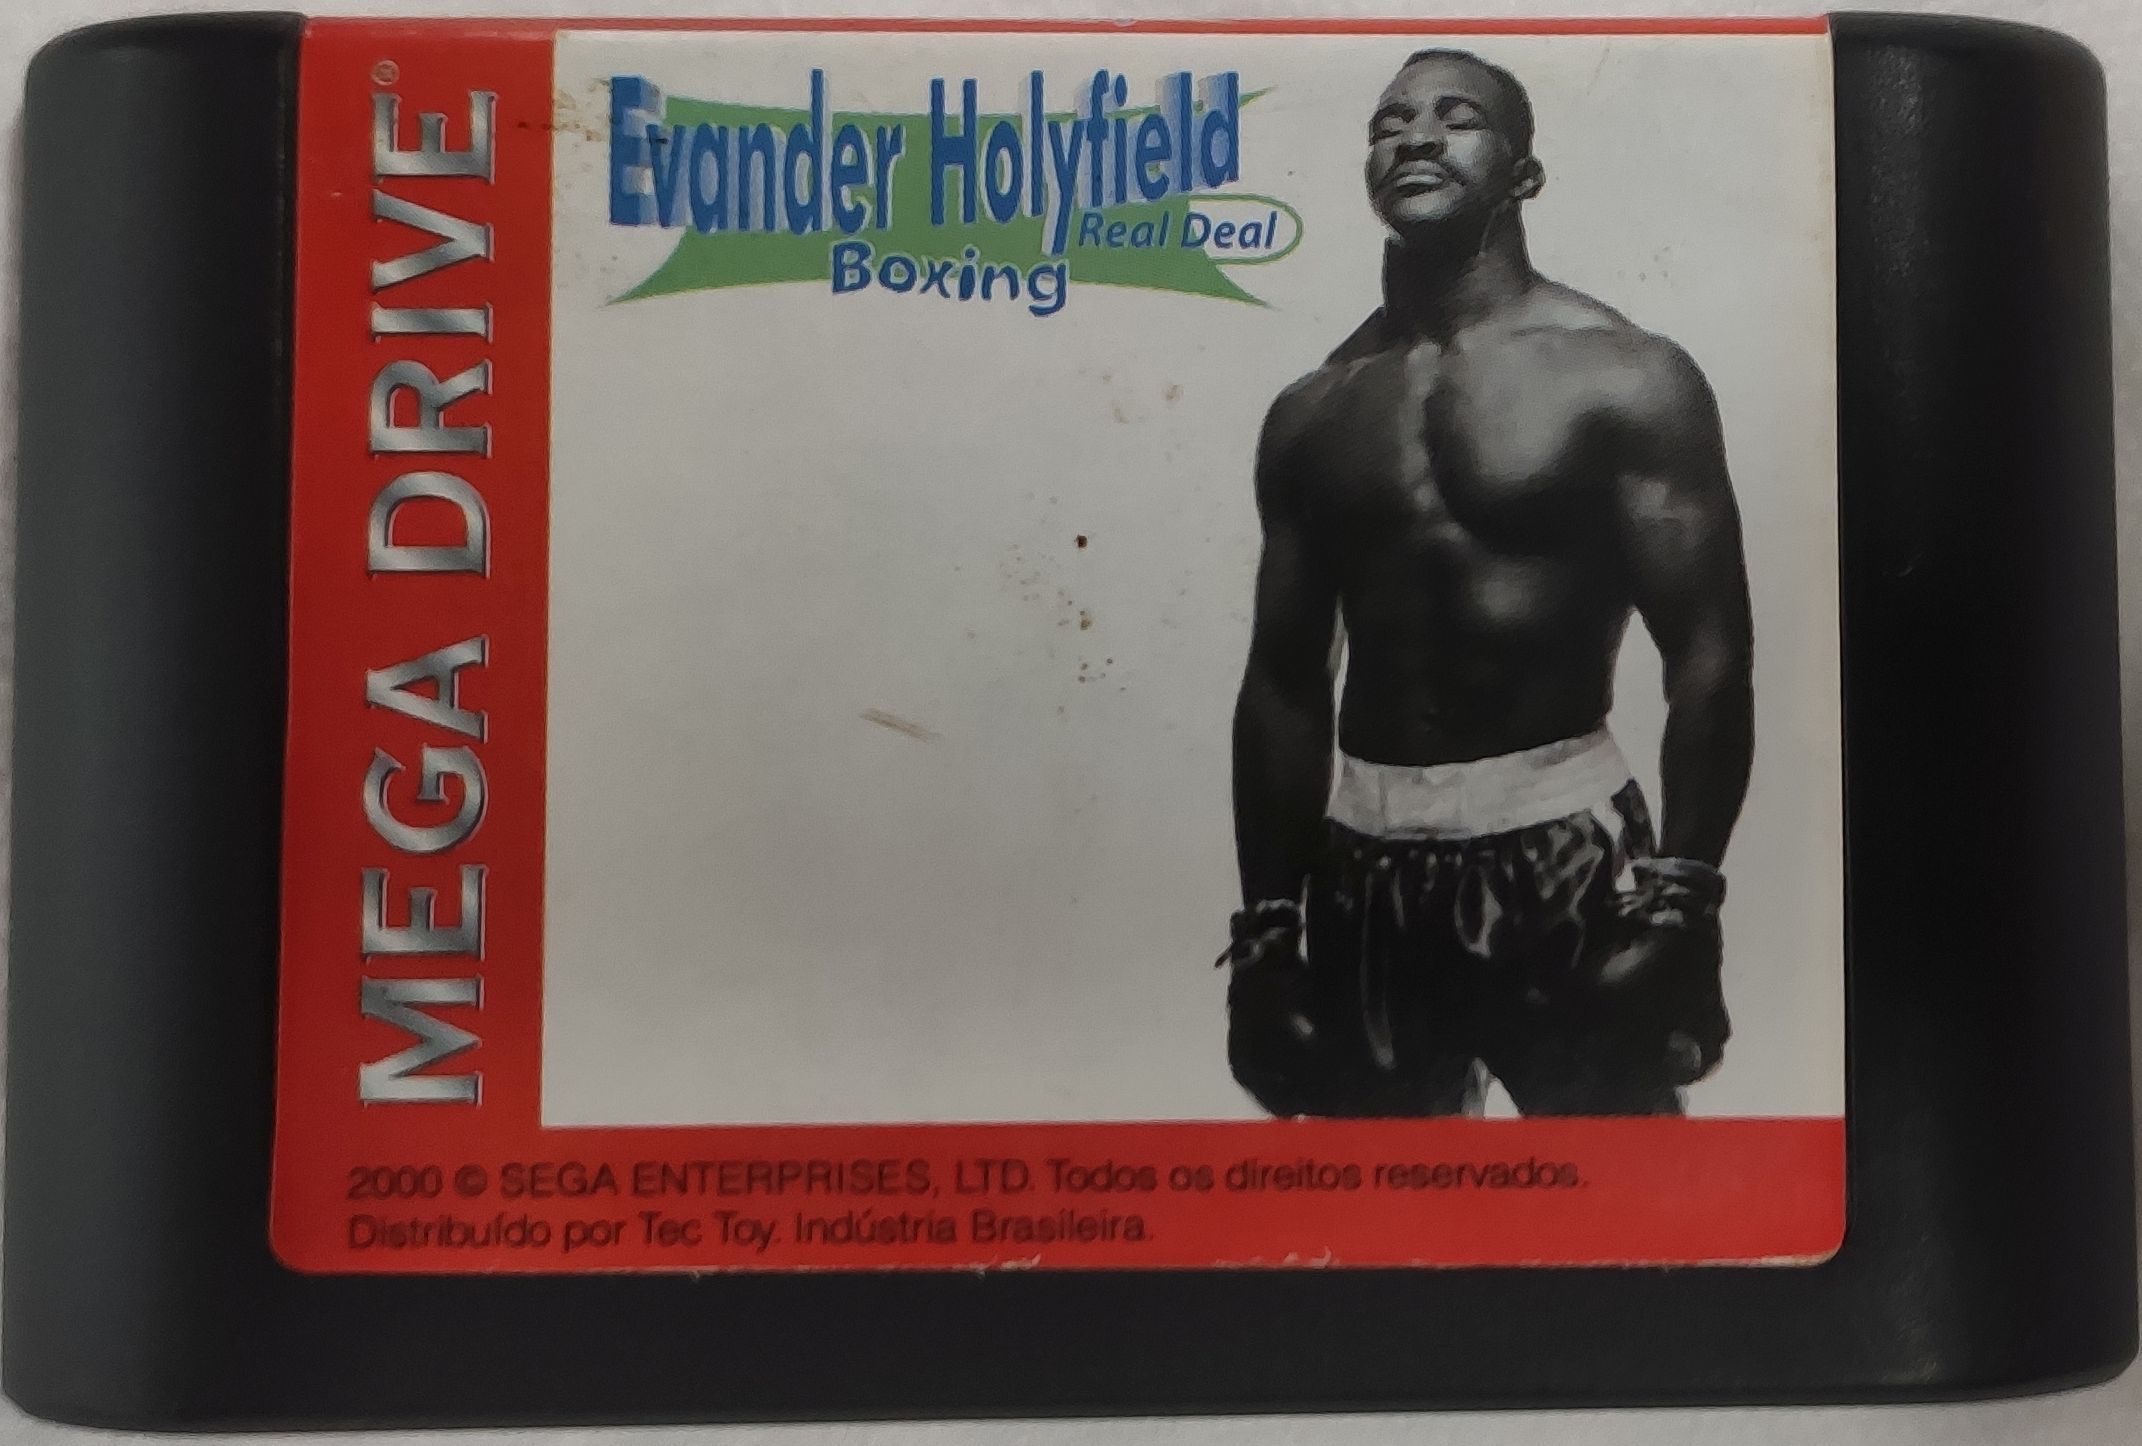 MEGA DRIVE®
Evander Holyfield
Real Deal
Boxing
2000 © SEGA ENTERPRISES, LTD. Todos os direitos reservados.
Distribuído por Tec Toy. Indústria Brasileira.